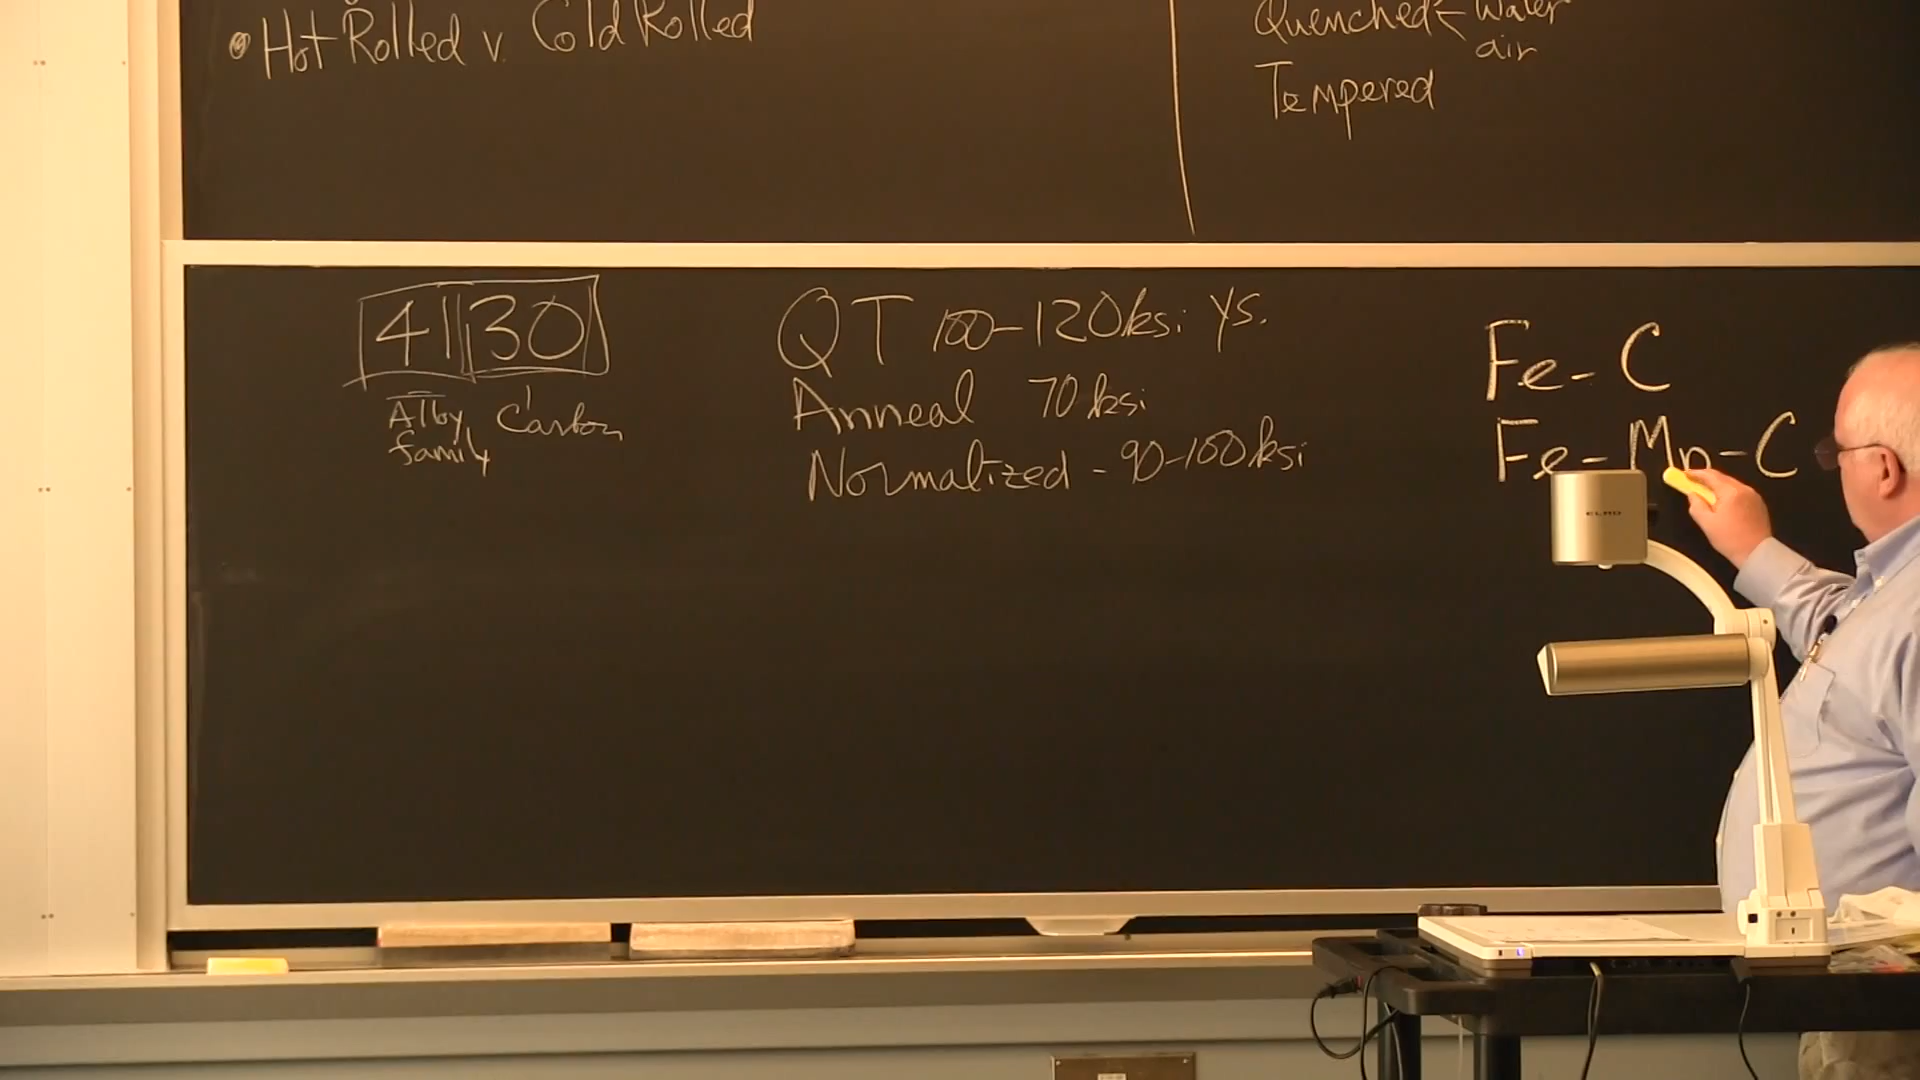 • Hot Rolled v. Cold Rolled
Quenched < Water
air
Tempered
4130
Alloy family
Carbon
QT 100-120ksi YS.
Anneal 70ksi
Normalized - 90-100ksi
Fe-C
Fe-Mn-C
ELMO